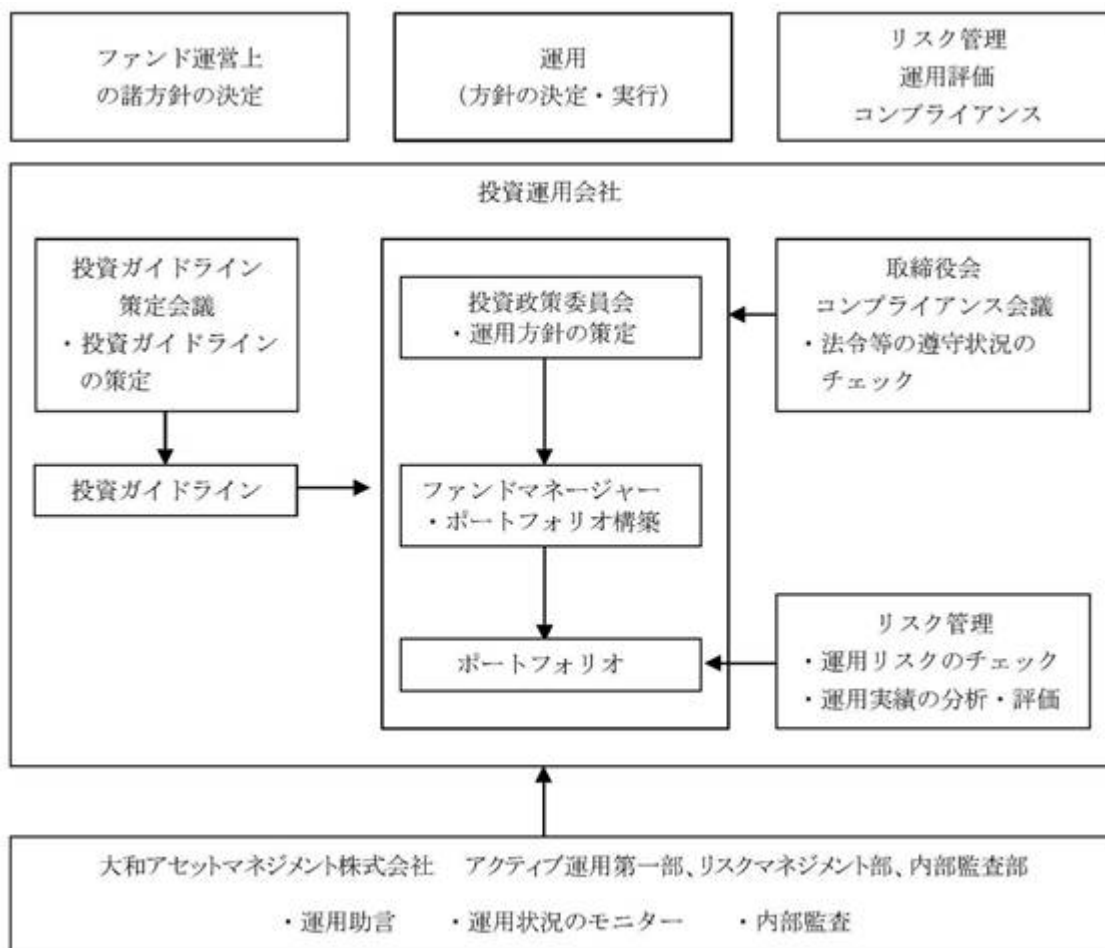 ファンド運営上
の諸方針の決定
運用
(方針の決定・実行)
リスク管理
運用評価
コンプライアンス
投資運用会社
投資ガイドライン
策定会議
・投資ガイドライン
の策定
投資ガイドライン
投資政策委員会
・運用方針の策定
ファンドマネージャー
・ポートフォリオ構築
ポートフォリオ
取締役会
コンプライアンス会議
・法令等の遵守状況の
チェック
リスク管理
・運用リスクのチェック
・運用実績の分析・評価
大和アセットマネジメント株式会社 アクティブ運用第一部、リスクマネジメント部、内部監査部
・運用助言 ・運用状況のモニター ・内部監査